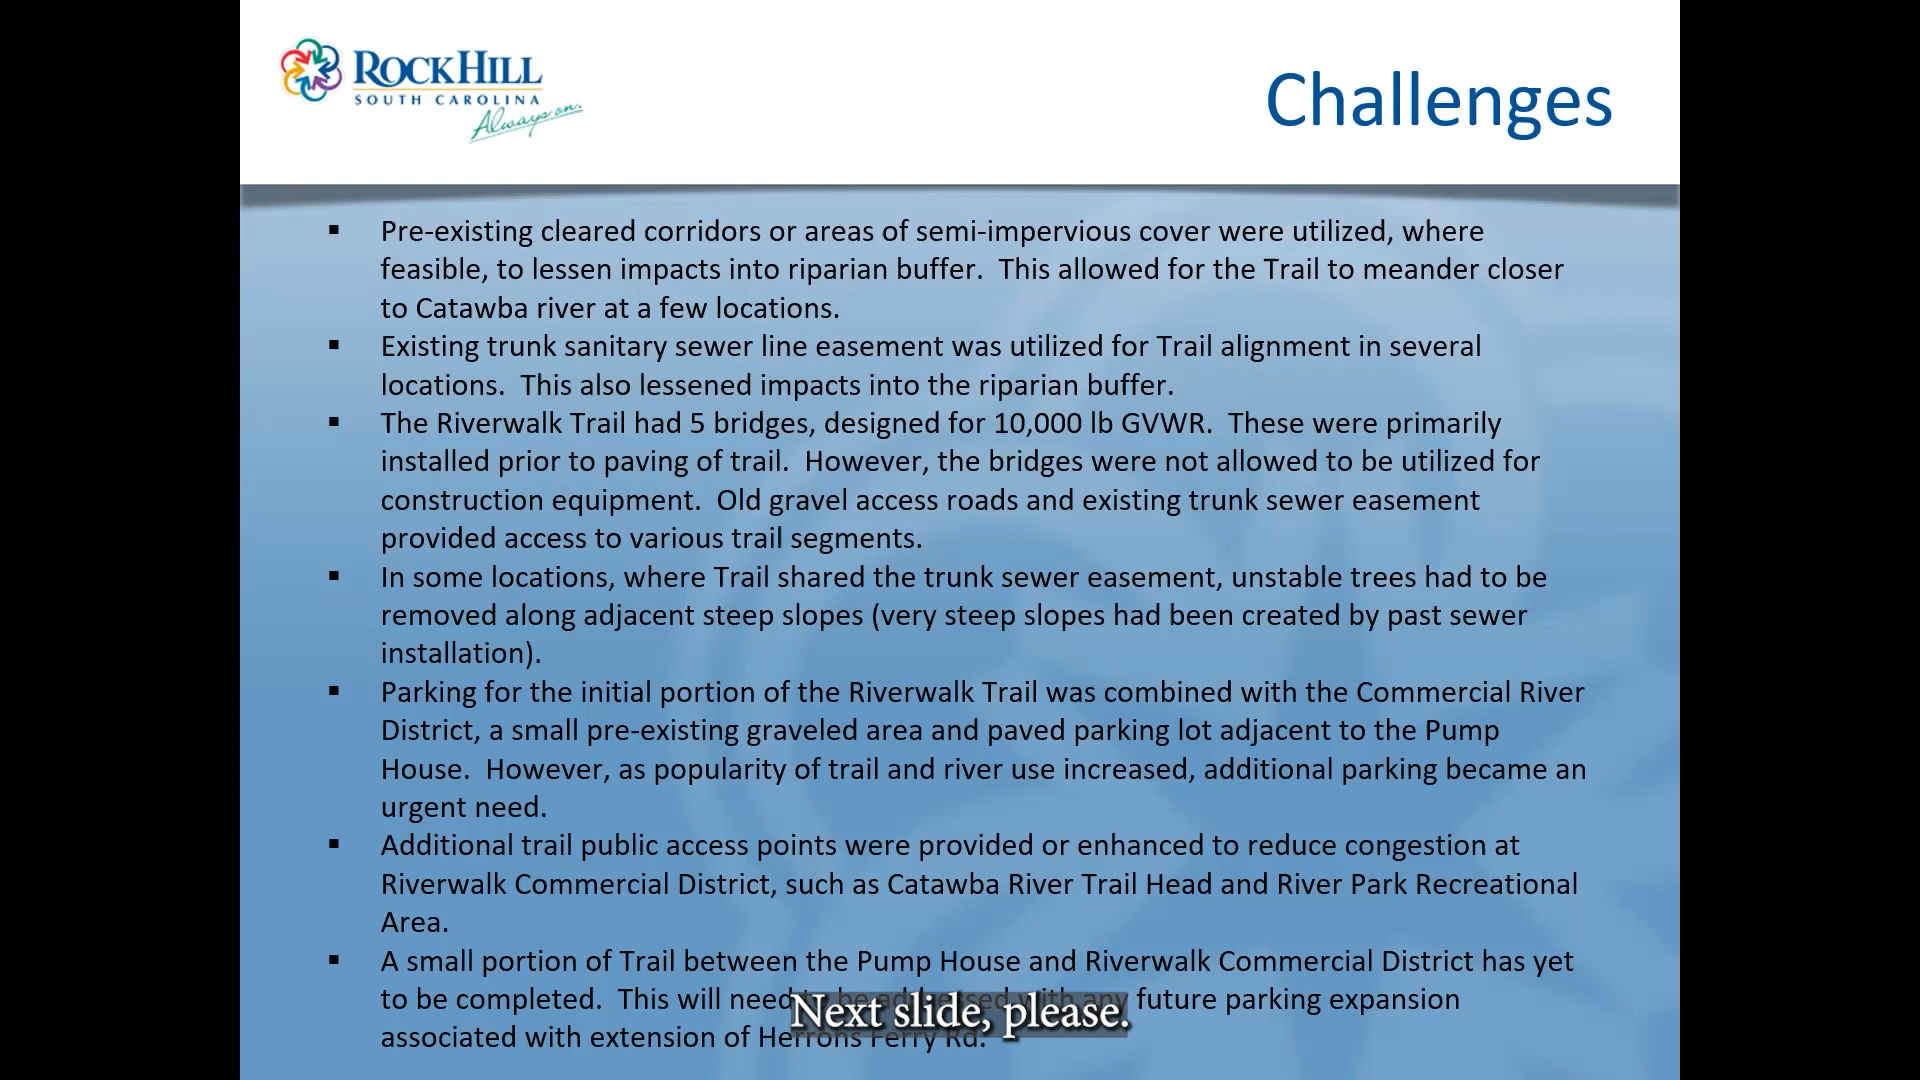 ROCK HILL
SOUTH CAROLINA
Always on.
Challenges
▪ Pre-existing cleared corridors or areas of semi-impervious cover were utilized, where
feasible, to lessen impacts into riparian buffer.  This allowed for the Trail to meander closer
to Catawba river at a few locations.
▪ Existing trunk sanitary sewer line easement was utilized for Trail alignment in several
locations.  This also lessened impacts into the riparian buffer.
▪ The Riverwalk Trail had 5 bridges, designed for 10,000 lb GVWR.  These were primarily
installed prior to paving of trail.  However, the bridges were not allowed to be utilized for
construction equipment.  Old gravel access roads and existing trunk sewer easement
provided access to various trail segments.
▪ In some locations, where Trail shared the trunk sewer easement, unstable trees had to be
removed along adjacent steep slopes (very steep slopes had been created by past sewer
installation).
▪ Parking for the initial portion of the Riverwalk Trail was combined with the Commercial River
District, a small pre-existing graveled area and paved parking lot adjacent to the Pump
House.  However, as popularity of trail and river use increased, additional parking became an
urgent need.
▪ Additional trail public access points were provided or enhanced to reduce congestion at
Riverwalk Commercial District, such as Catawba River Trail Head and River Park Recreational
Area.
▪ A small portion of Trail between the Pump House and Riverwalk Commercial District has yet
to be completed.  This will need to be addressed with any future parking expansion
associated with extension of Herrons Ferry Rd.
Next slide, please.